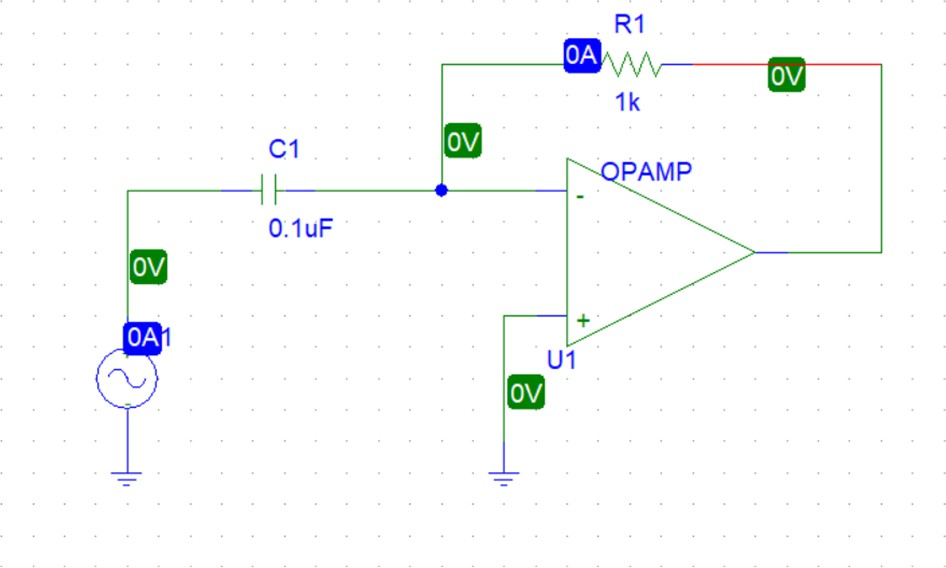 R1
0A
0V
1k
0V
C1
OPAMP
-
0.1uF
0V
+
0A1
U1
0V
-